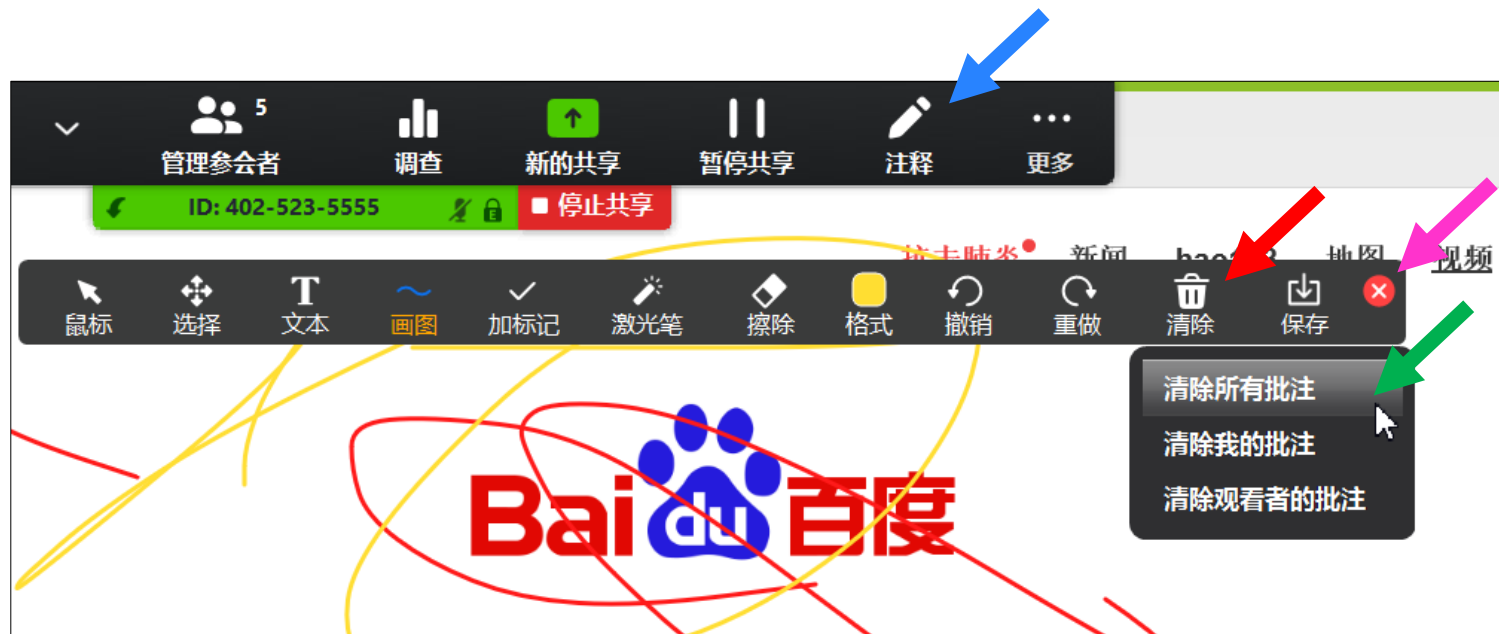 5
管理参会者 调查 新的共享 暂停共享 注释 更多
ID: 402-523-5555 停止共享
新闻 地图 视频
鼠标 选择 文本 画图 加标记 激光笔 擦除 格式 撤销 重做 清除 保存
清除所有批注
清除我的批注
清除观看者的批注
Bai du 百度